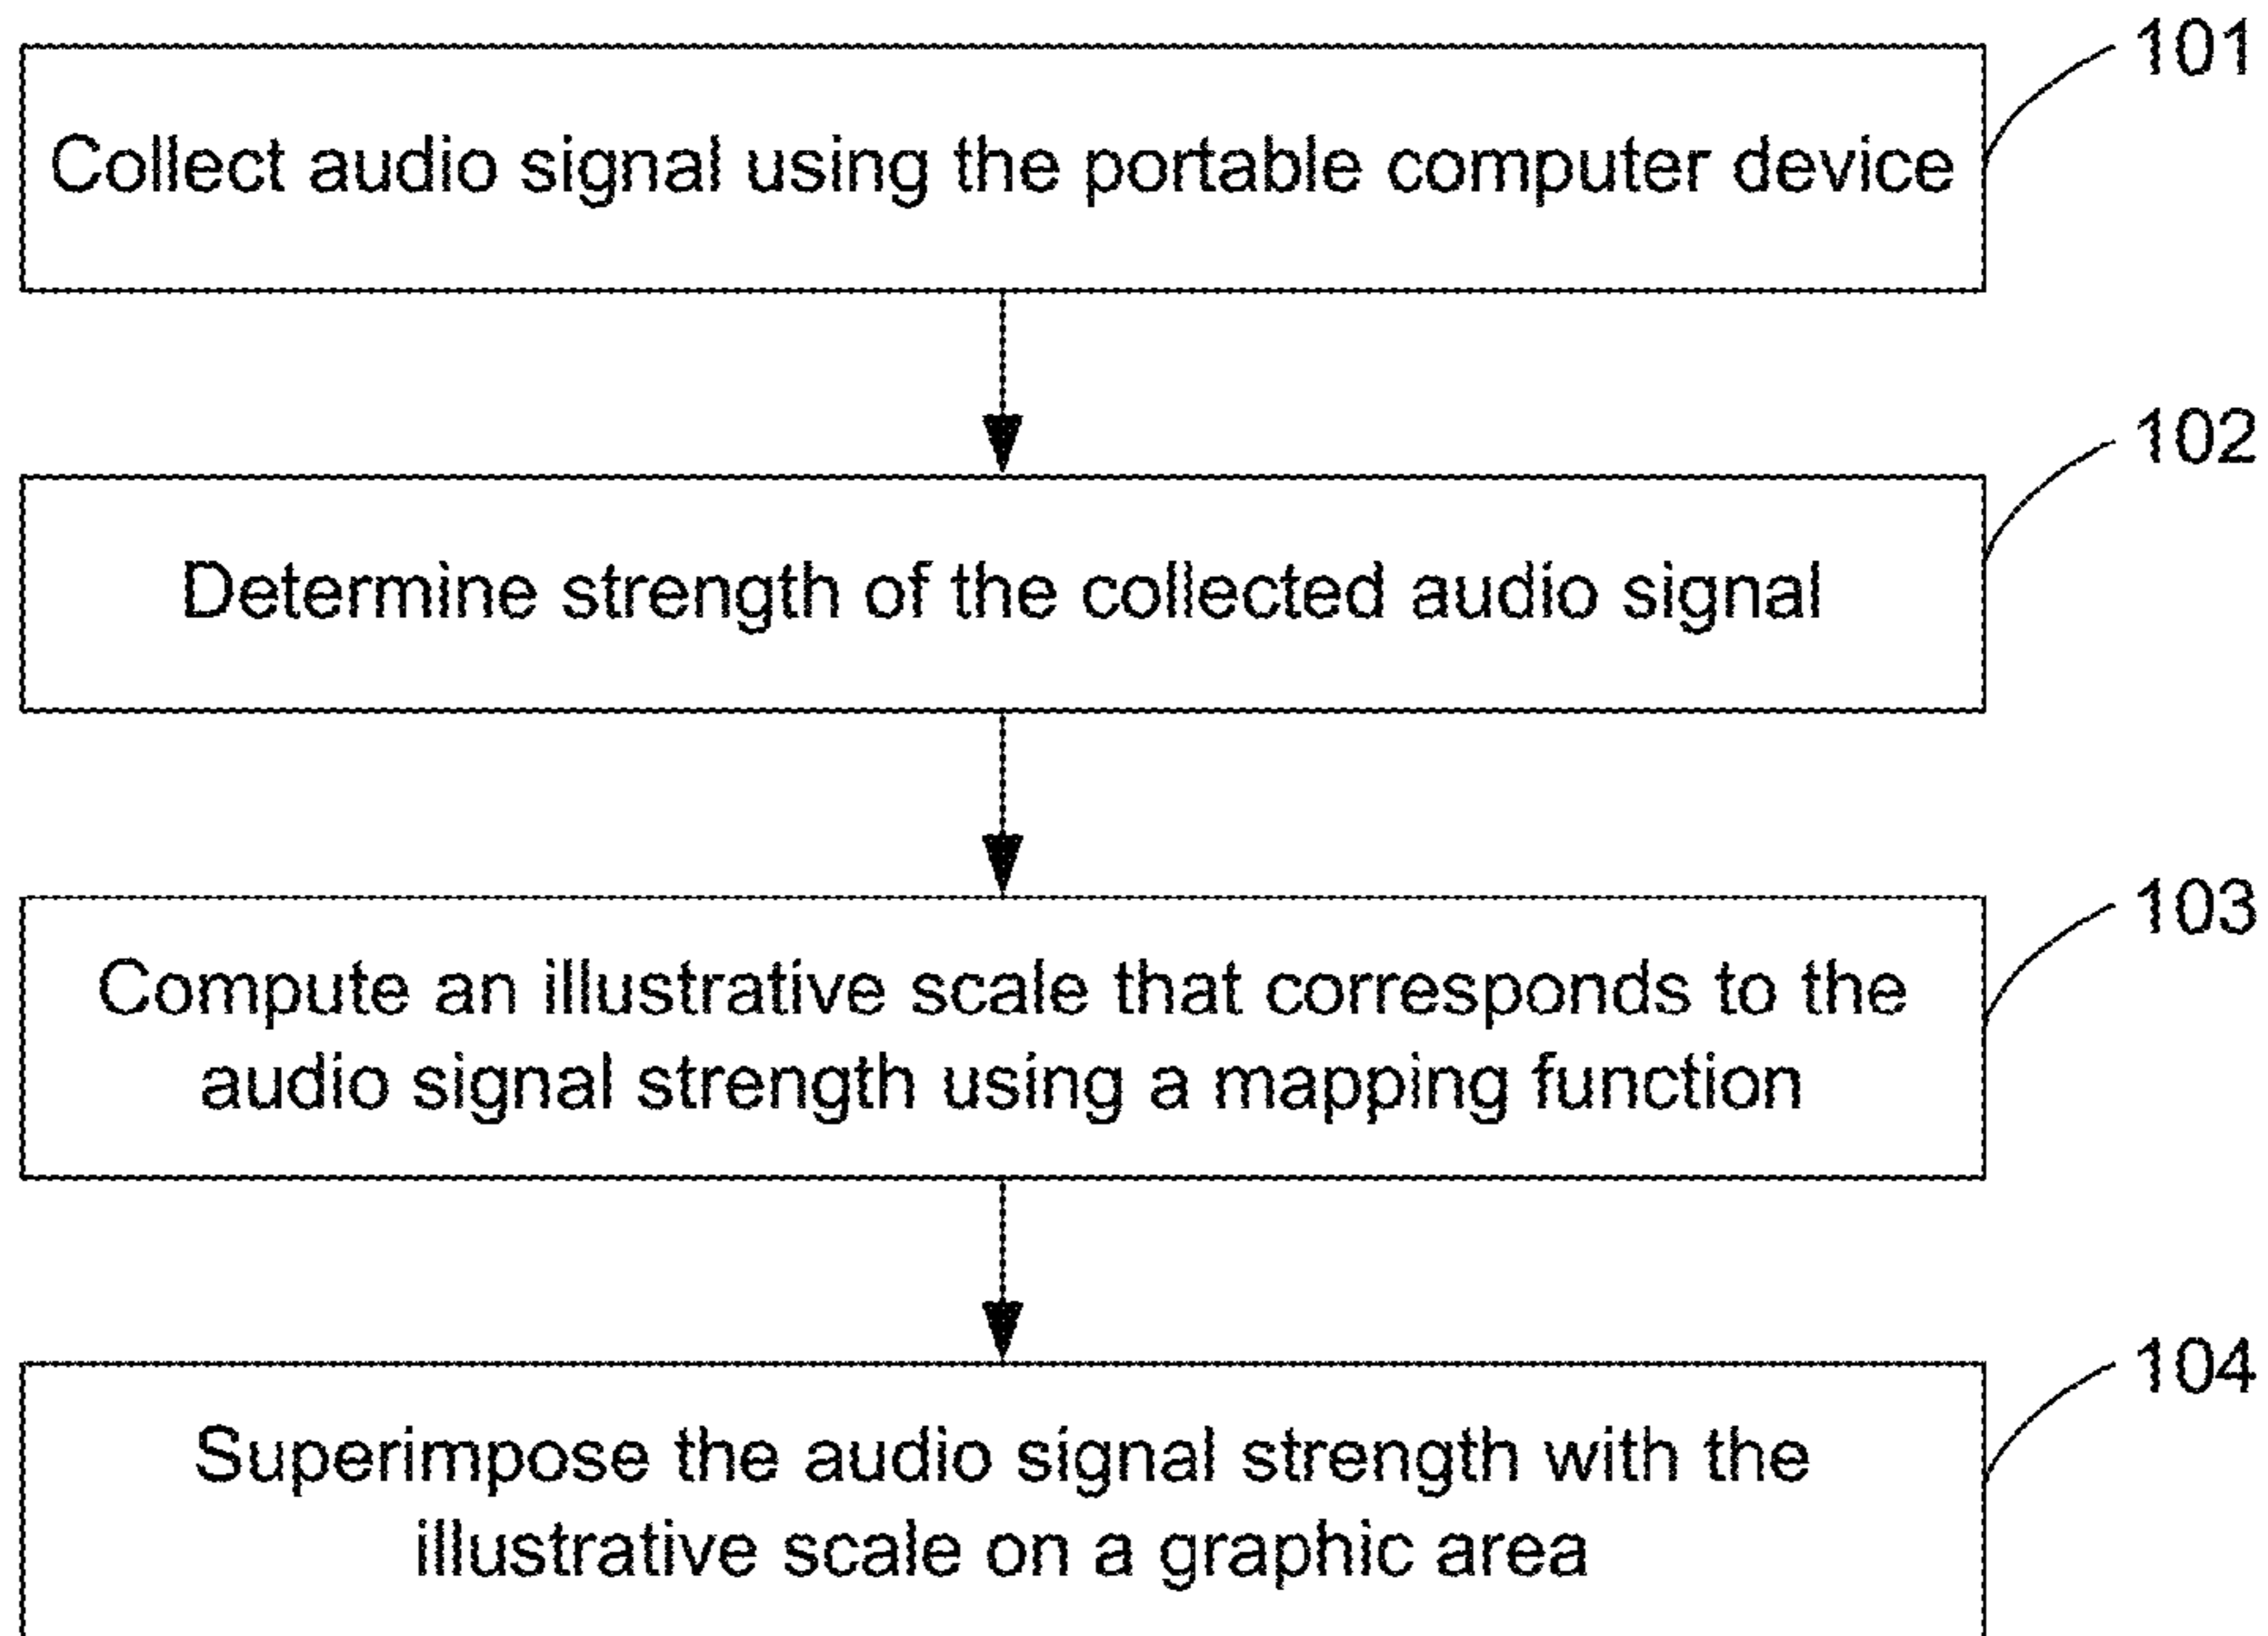 101
Collect audio signal using the portable computer device
102
Determine strength of the collected audio signal
103
Compute an illustrative scale that corresponds to the
audio signal strength using a mapping function
104
Superimpose the audio signal strength with the
illustrative scale on a graphic area